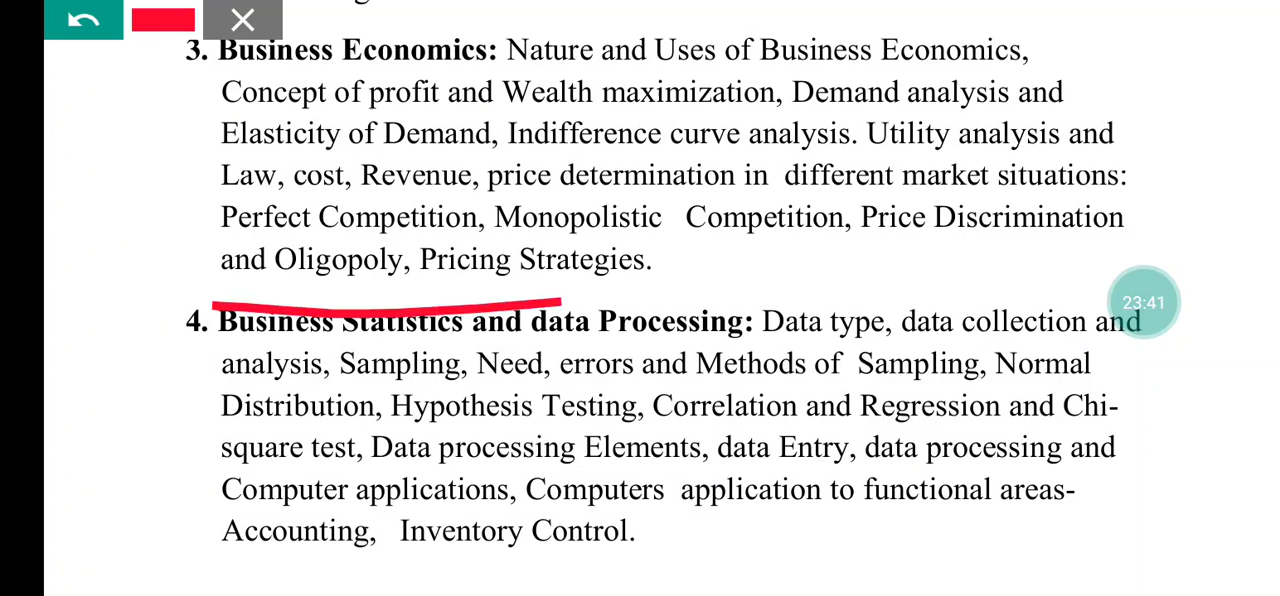 3. Business Economics: Nature and Uses of Business Economics,
Concept of profit and Wealth maximization, Demand analysis and
Elasticity of Demand, Indifference curve analysis. Utility analysis and
Law, cost, Revenue, price determination in different market situations:
Perfect Competition, Monopolistic Competition, Price Discrimination
and Oligopoly, Pricing Strategies.
23:41
4. Business Statistics and data Processing: Data type, data collection and
analysis, Sampling, Need, errors and Methods of Sampling, Normal
Distribution, Hypothesis Testing, Correlation and Regression and Chi-
square test, Data processing Elements, data Entry, data processing and
Computer applications, Computers application to functional areas-
Accounting, Inventory Control.